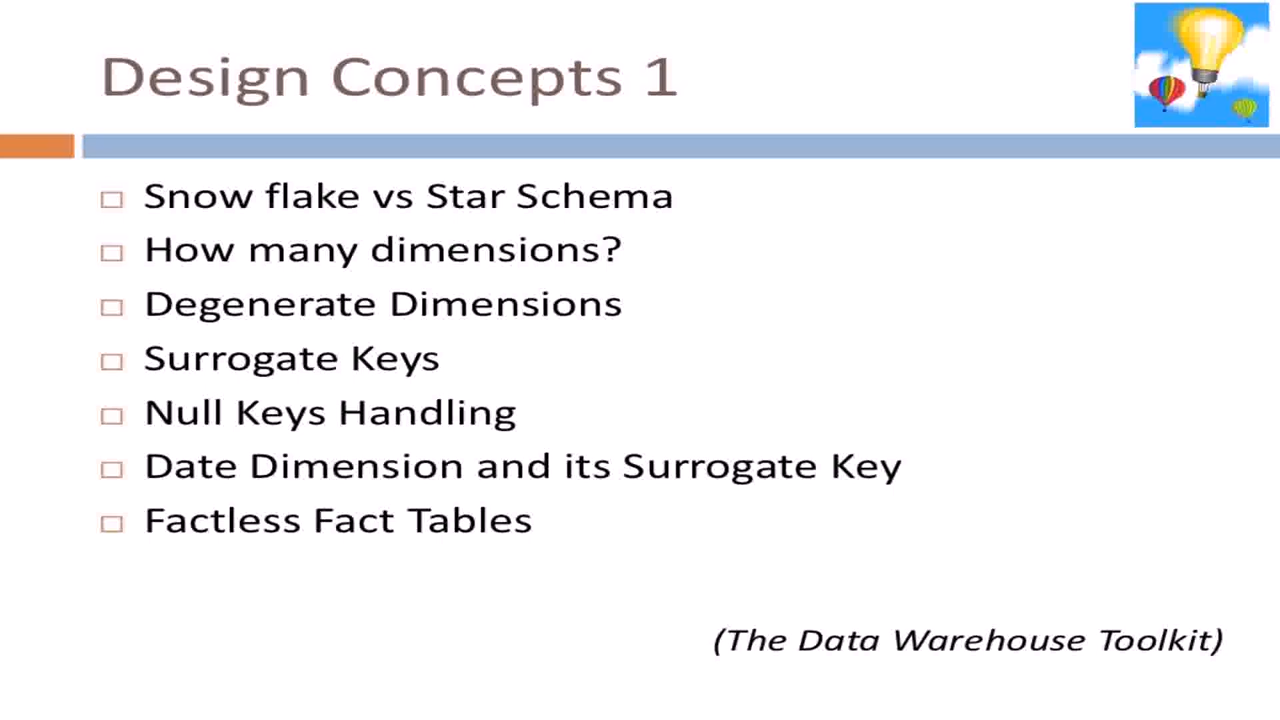 Design Concepts 1
Snow flake vs Star Schema
How many dimensions?
Degenerate Dimensions
Surrogate Keys
Null Keys Handling
Date Dimension and its Surrogate Key
Factless Fact Tables
(The Data Warehouse Toolkit)